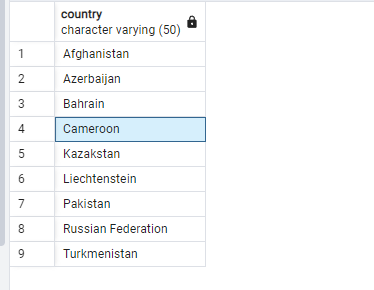 country
character varying (50)
1 Afghanistan
2 Azerbaijan
3 Bahrain
4 Cameroon
5 Kazakstan
6 Liechtenstein
7 Pakistan
8 Russian Federation
9 Turkmenistan